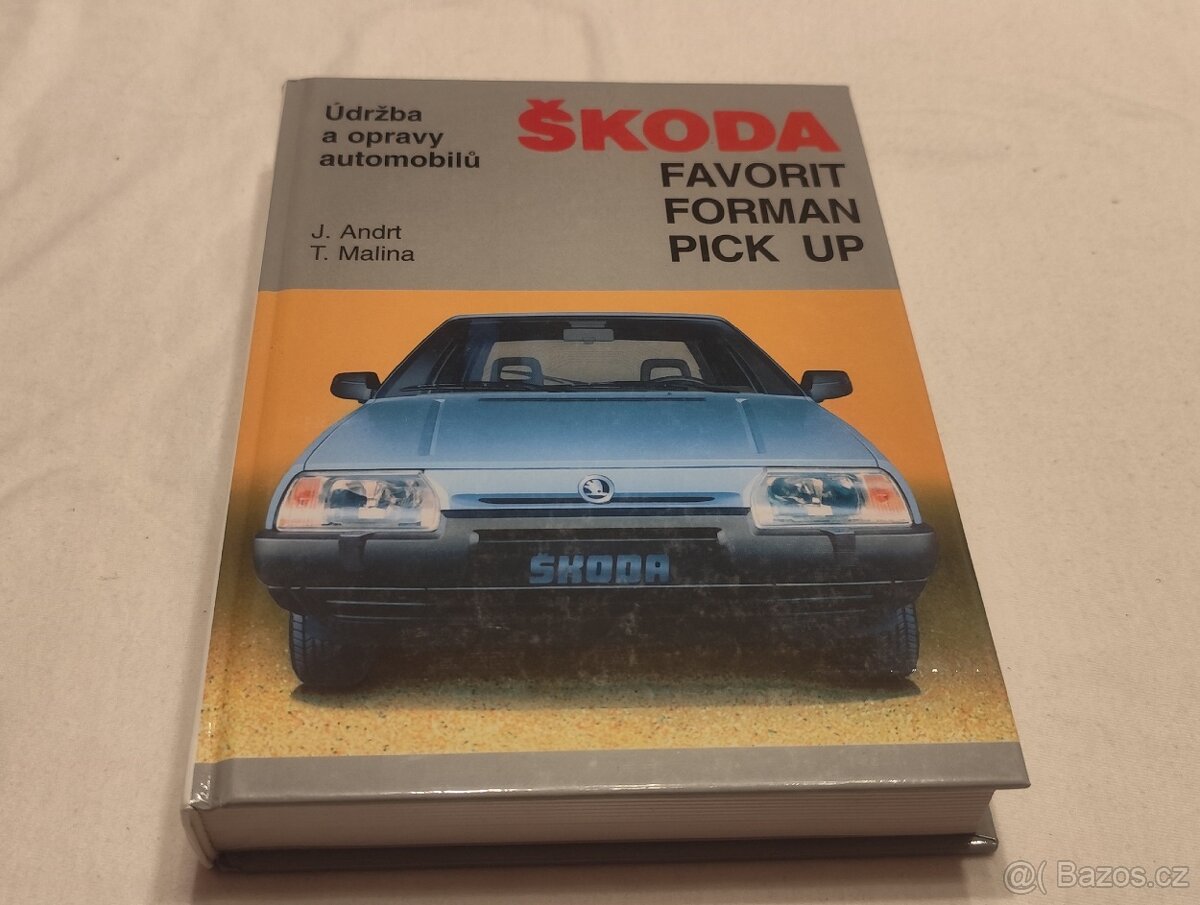 Údržba
a opravy
automobilů
J. Andrt
T. Malina
ŠKODA
FAVORIT
FORMAN
PICK UP
ŠKODA
@( Bazos.cz